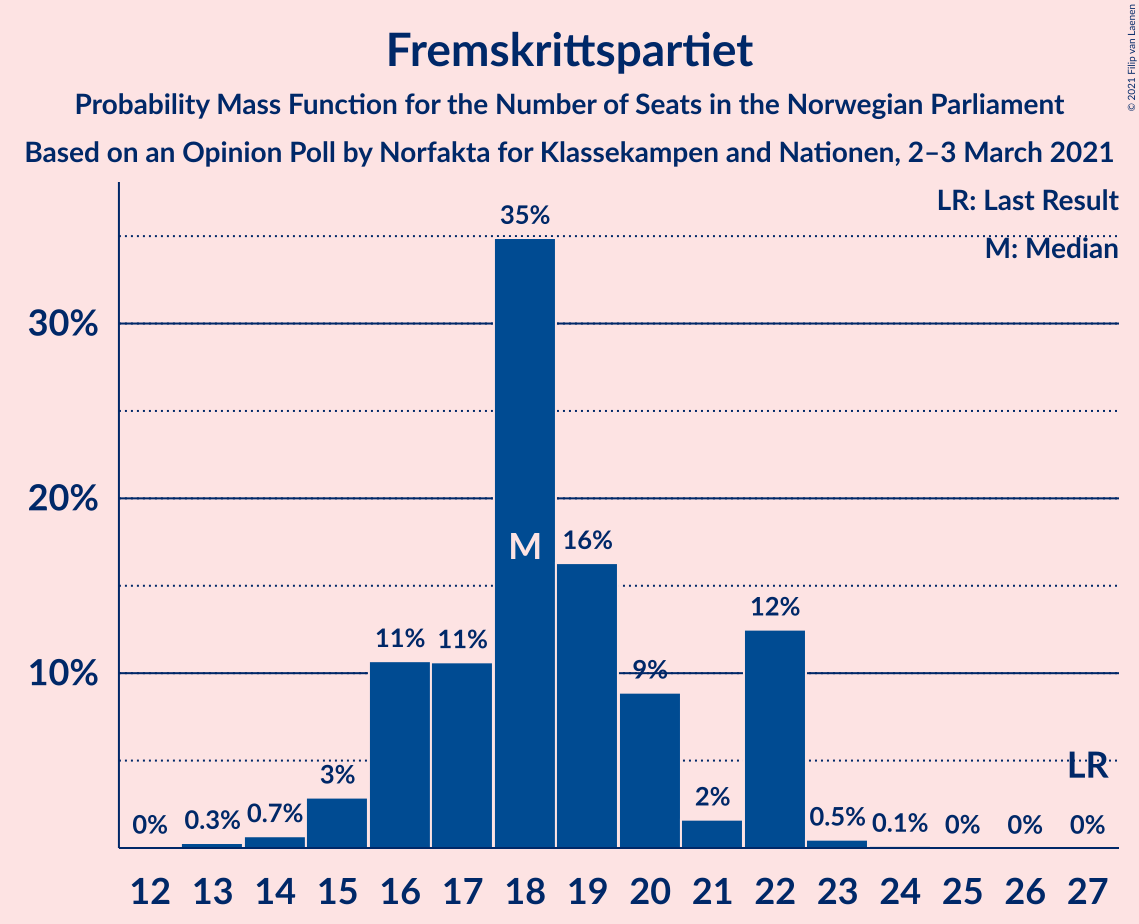 Fremskrittspartiet
Probability Mass Function for the Number of Seats in the Norwegian Parliament
Based on an Opinion Poll by Norfakta for Klassekampen and Nationen, 2–3 March 2021
© 2021 Filip van Laenen
LR: Last Result
M: Median
35%
30%
20%
10%
M
16%
12%
11% 11%
9%
LR
3%
2%
0% 0.3% 0.7%
0.5% 0.1% 0% 0% 0%
12 13 14 15 16 17 18 19 20 21 22 23 24 25 26 27